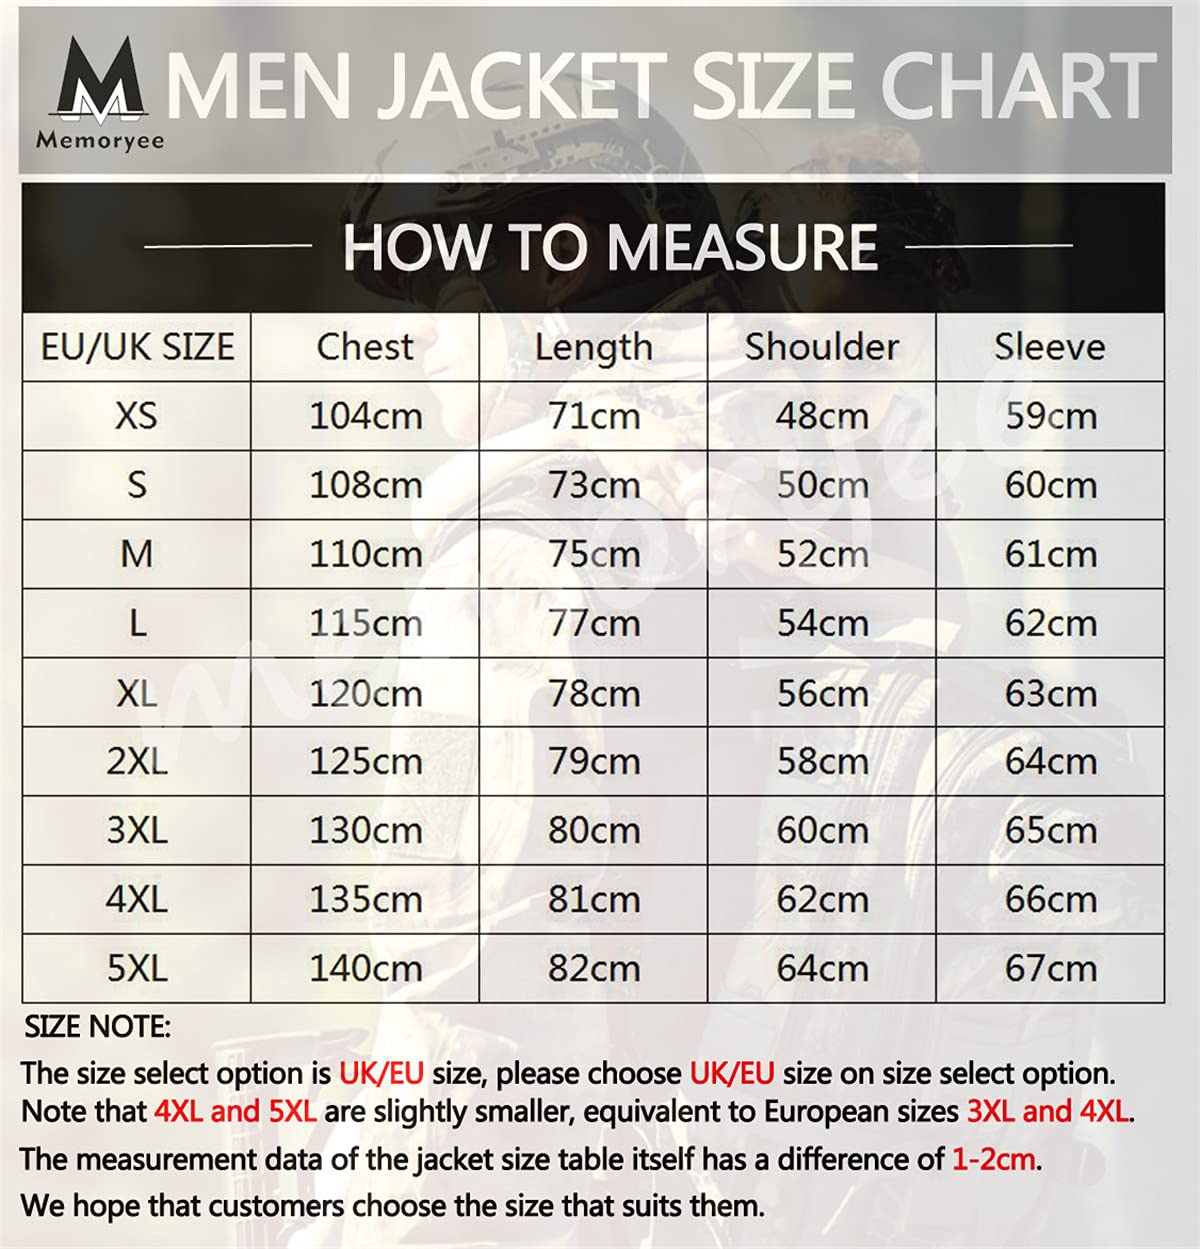 M
Memoryee
MEN JACKET SIZE CHART
HOW TO MEASURE
EU/UK SIZE Chest Length Shoulder Sleeve
XS 104cm 71cm 48cm 59cm
S 108cm 73cm 50cm 60cm
M 110cm 75cm 52cm 61cm
L 115cm 77cm 54cm 62cm
XL 120cm 78cm 56cm 63cm
2XL 125cm 79cm 58cm 64cm
3XL 130cm 80cm 60cm 65cm
4XL 135cm 81cm 62cm 66cm
5XL 140cm 82cm 64cm 67cm
memoryee
SIZE NOTE:
The size select option is UK/EU size, please choose UK/EU size on size select option.
Note that 4XL and 5XL are slightly smaller, equivalent to European sizes 3XL and 4XL.
The measurement data of the jacket size table itself has a difference of 1-2cm.
We hope that customers choose the size that suits them.